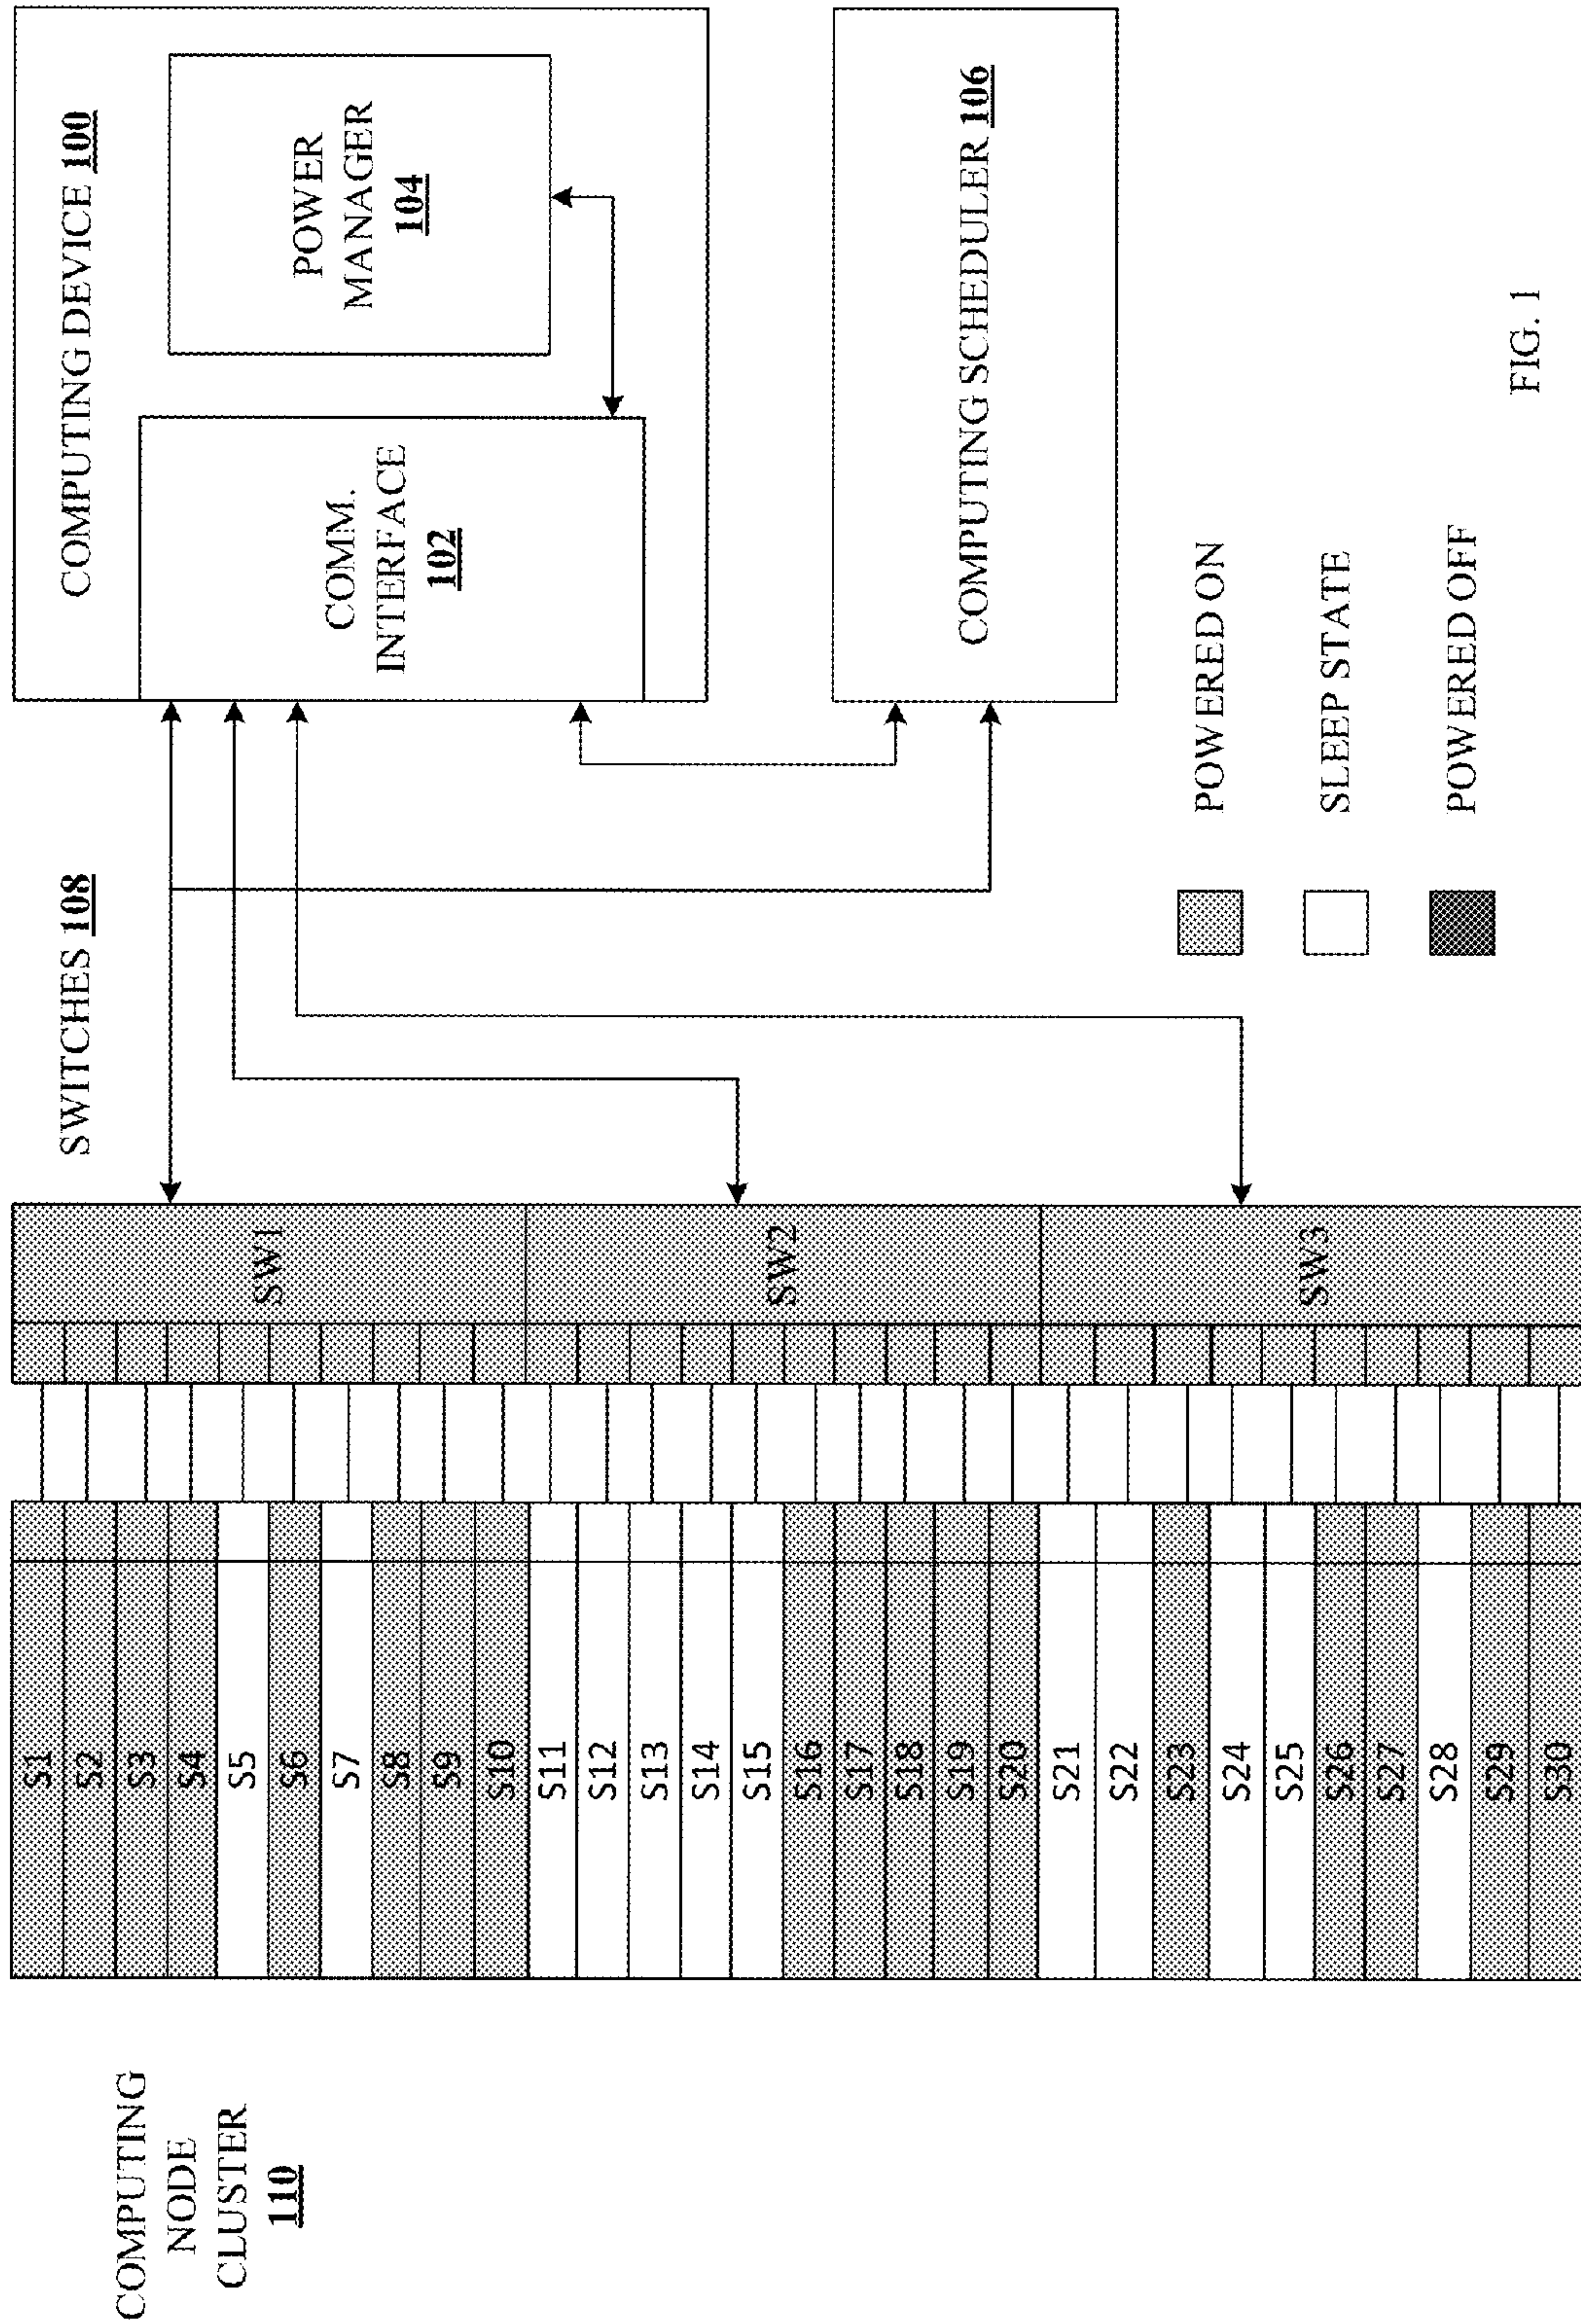 COMPUTING
NODE
CLUSTER
110
S1
S2
S3
S4
S5
S6
S7
S8
S9
S10
S11
S12
S13
S14
S15
S16
S17
S18
S19
S20
S21
S22
S23
S24
S25
S26
S27
S28
S29
S30
SWITCHES 108
SW1
SW2
SW3
COMPUTING DEVICE 100
COMM.
INTERFACE
102
POWER
MANAGER
104
COMPUTING SCHEDULER 106
POWERED ON
SLEEP STATE
POWERED OFF
FIG. 1